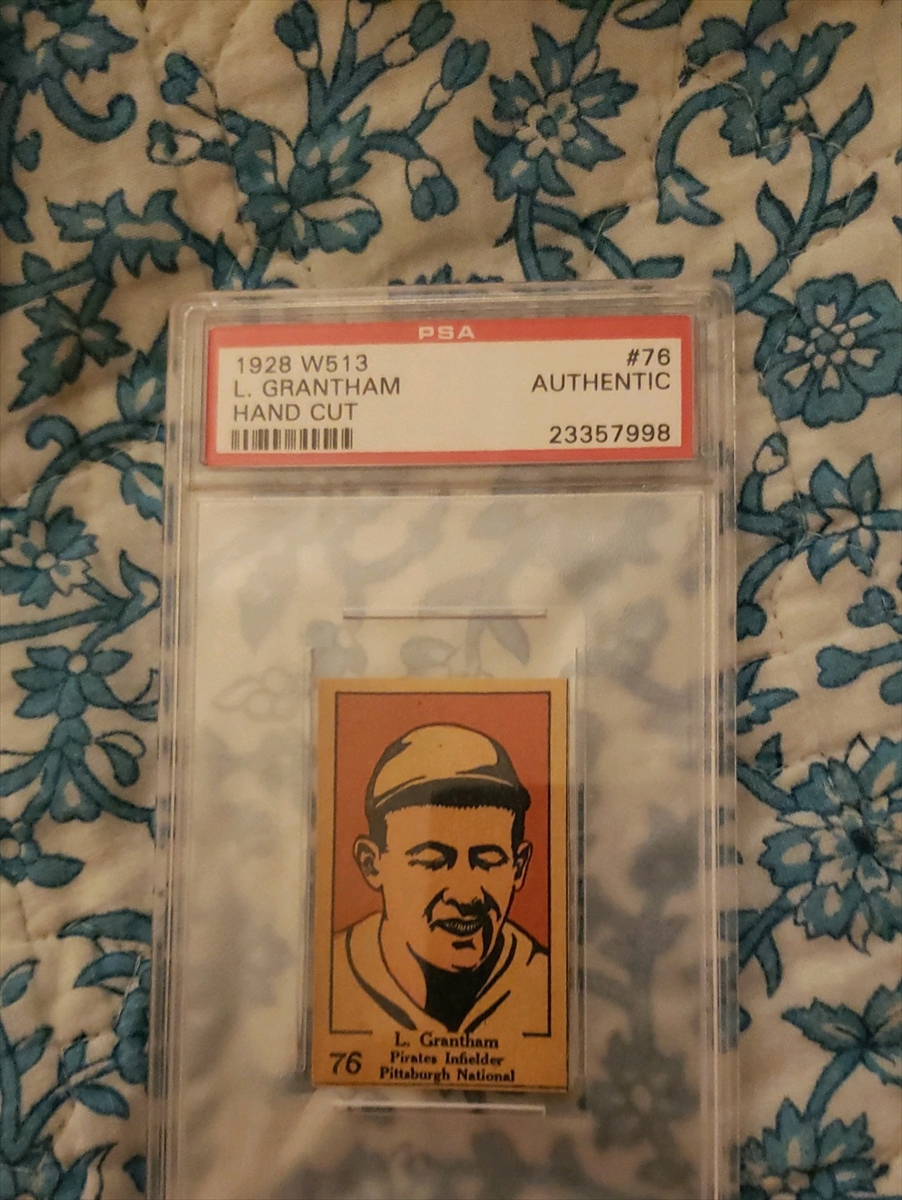 PSA
1928 W513 #76
L. GRANTHAM AUTHENTIC
HAND CUT
23357998
L. Grantham
76 Pirates Infielder
Pittsburgh National